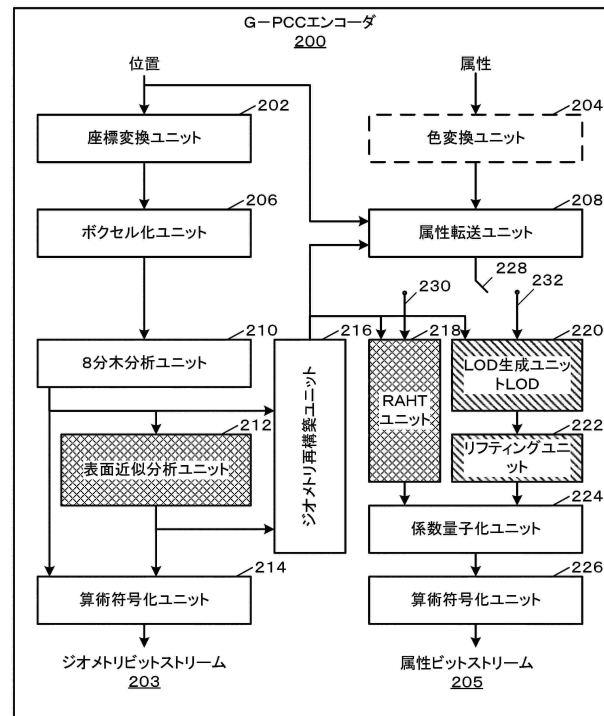 G-PCCエンコーダ
200
位置
属性
202
204
座標変換ユニット
色変換ユニット
206
208
ボクセル化ユニット
属性転送ユニット
228
230
232
210
216
218
220
8分木分析ユニット
ジオメトリ再構築ユニット
RAHT
ユニット
LOD生成ユニッ
トLOD
212
222
表面近似分析ユニット
リフティングユ
ニット
224
係数量子化ユニット
214
226
算術符号化ユニット
算術符号化ユニット
ジオメトリビットストリーム
203
属性ビットストリーム
205